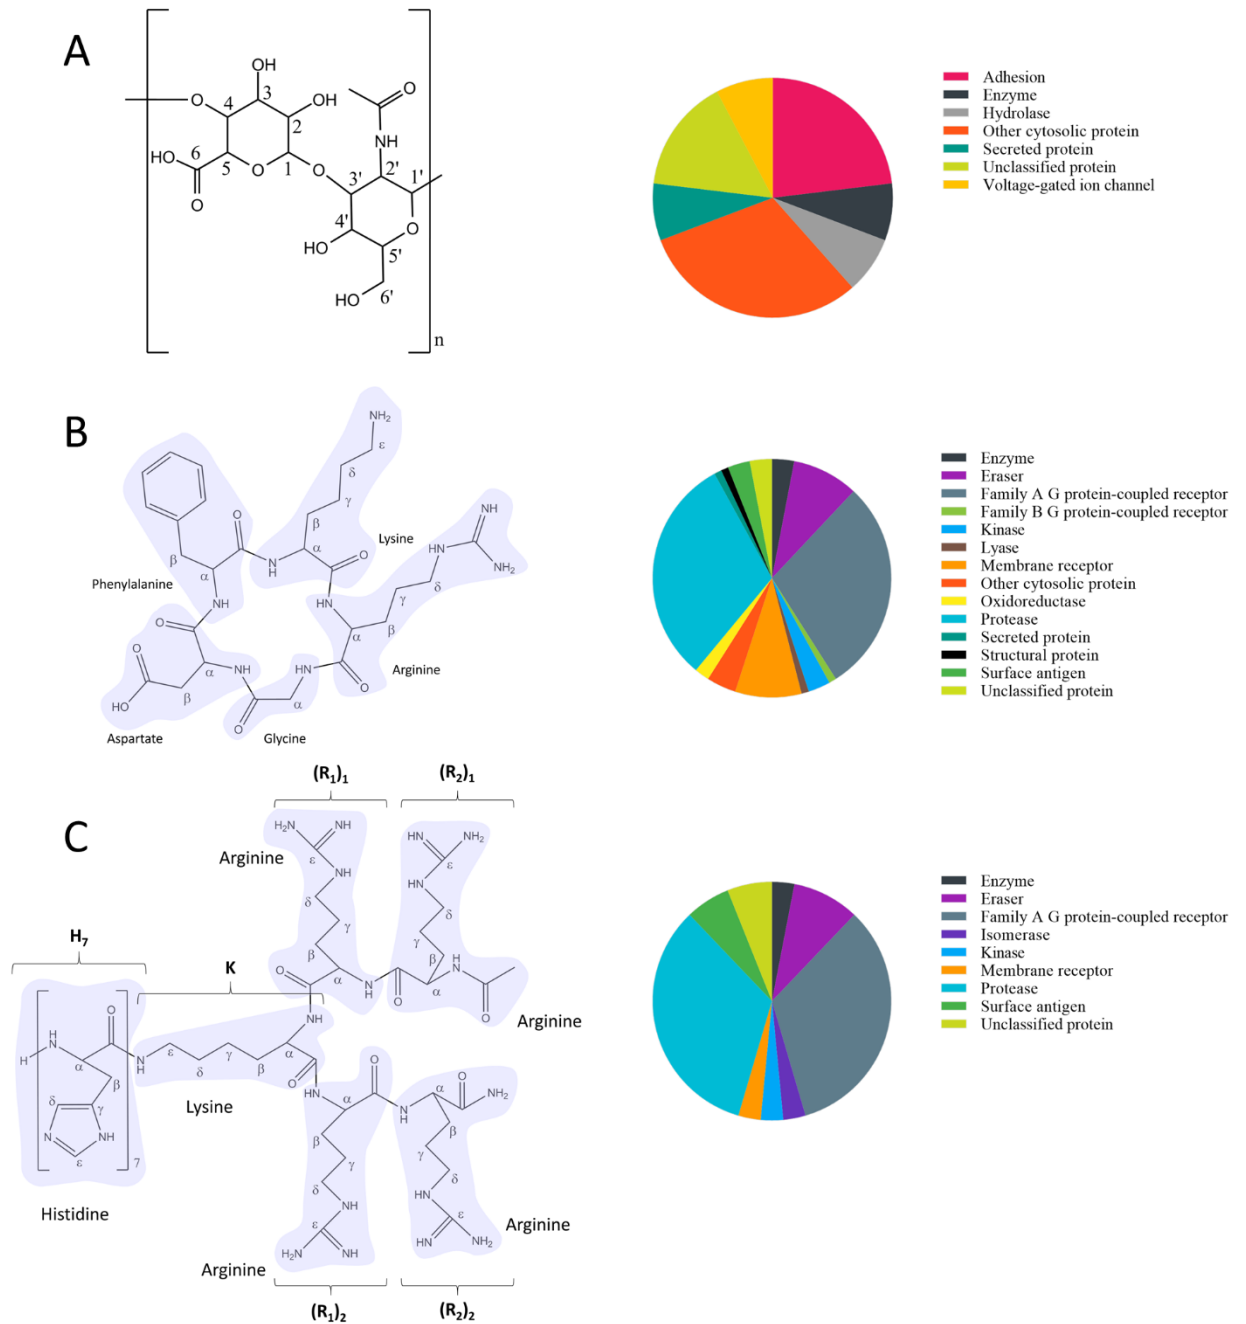 A
OH
O
4
3
OH
O
2
NH
HO
6
5
O
1
O
2'
1'
3'
O
4'
O
HO
5'
HO
6'
n
Adhesion
Enzyme
Hydrolase
Other cytosolic protein
Secreted protein
Unclassified protein
Voltage-gated ion channel
B
NH2
ε
δ
γ
β
Lysine
NH
O
HN
NH2
N
H
α
O
β
δ
Phenylalanine
α
γ
NH
HN
β
O
α
Arginine
O
NH
NH
O
α
HO
β
O
α
Aspartate
Glycine
Enzyme
Eraser
Family A G protein-coupled receptor
Family B G protein-coupled receptor
Kinase
Lyase
Membrane receptor
Other cytosolic protein
Oxidoreductase
Protease
Secreted protein
Structural protein
Surface antigen
Unclassified protein
(R1)1
(R2)1
C
H2N
NH
HN
NH2
Arginine
ε
ε
NH
HN
δ
δ
γ
γ
H7
β
β
H
N
K
O
α
N
H
O
α
O
Arginine
O
NH
H
N
H
α
N
H
ε
γ
α
O
β
δ
β
O
HN
α
N
H
α
O
NH2
δ
γ
Lysine
β
β
N
NH
γ
γ
ε
7
δ
δ
NH
HN
Histidine
ε
ε
Arginine
H2N
NH
HN
NH2
Arginine
(R1)2
(R2)2
Enzyme
Eraser
Family A G protein-coupled receptor
Isomerase
Kinase
Membrane receptor
Protease
Surface antigen
Unclassified protein